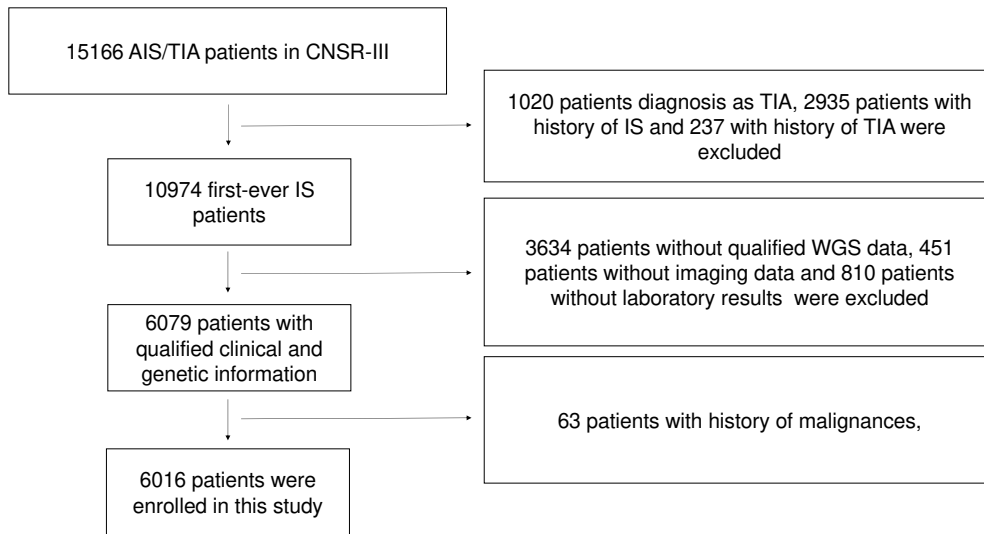 15166 AIS/TIA patients in CNSR-III
1020 patients diagnosis as TIA, 2935 patients with
history of IS and 237 with history of TIA were
excluded
10974 first-ever IS
patients
3634 patients without qualified WGS data, 451
patients without imaging data and 810 patients
without laboratory results were excluded
6079 patients with
qualified clinical and
genetic information
63 patients with history of malignances,
6016 patients were
enrolled in this study